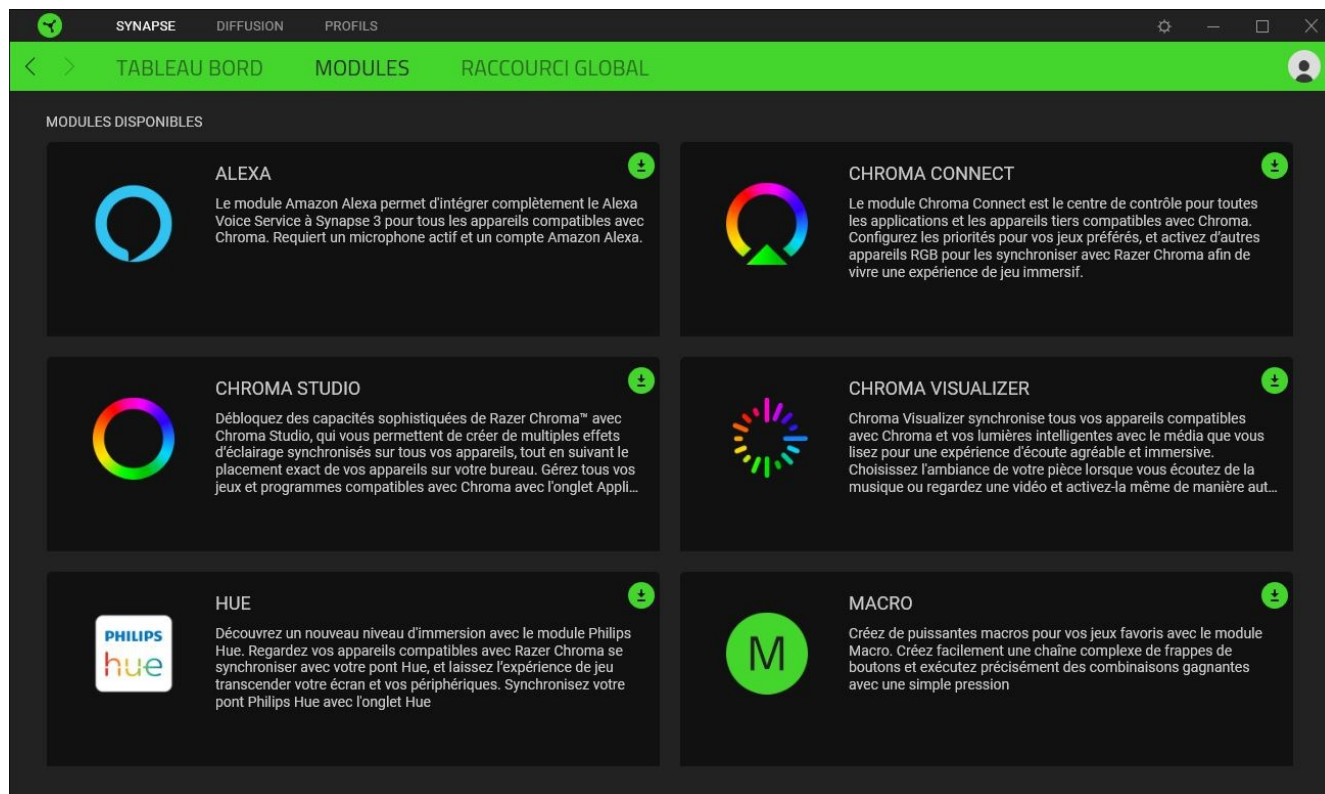 SYNAPSE DIFFUSION PROFILS
TABLEAU BORD MODULES RACCOURCI GLOBAL
MODULES DISPONIBLES
ALEXA
Le module Amazon Alexa permet d'intégrer complètement le Alexa
Voice Service à Synapse 3 pour tous les appareils compatibles avec
Chroma. Requiert un microphone actif et un compte Amazon Alexa.
CHROMA CONNECT
Le module Chroma Connect est le centre de contrôle pour toutes
les applications et les appareils tiers compatibles avec Chroma.
Configurez les priorités pour vos jeux préférés, et activez d'autres
appareils RGB pour les synchroniser avec Razer Chroma afin de
vivre une expérience de jeu immersif.
CHROMA STUDIO
Débloquez des capacités sophistiquées de Razer Chroma™ avec
Chroma Studio, qui vous permettent de créer de multiples effets
d'éclairage synchronisés sur tous vos appareils, tout en suivant le
placement exact de vos appareils sur votre bureau. Gérez tous vos
jeux et programmes compatibles avec Chroma avec l'onglet Appli...
CHROMA VISUALIZER
Chroma Visualizer synchronise tous vos appareils compatibles
avec Chroma et vos lumières intelligentes avec le média que vous
lisez pour une expérience d'écoute agréable et immersive.
Choisissez l'ambiance de votre pièce lorsque vous écoutez de la
musique ou regardez une vidéo et activez-la même de manière aut...
PHILIPS
hue
HUE
Découvrez un nouveau niveau d'immersion avec le module Philips
Hue. Regardez vos appareils compatibles avec Razer Chroma se
synchroniser avec votre pont Hue, et laissez l'expérience de jeu
transcender votre écran et vos périphériques. Synchronisez votre
pont Philips Hue avec l'onglet Hue
M
MACRO
Créez de puissantes macros pour vos jeux favoris avec le module
Macro. Créez facilement une chaîne complexe de frappes de
boutons et exécutez précisément des combinaisons gagnantes
avec une simple pression